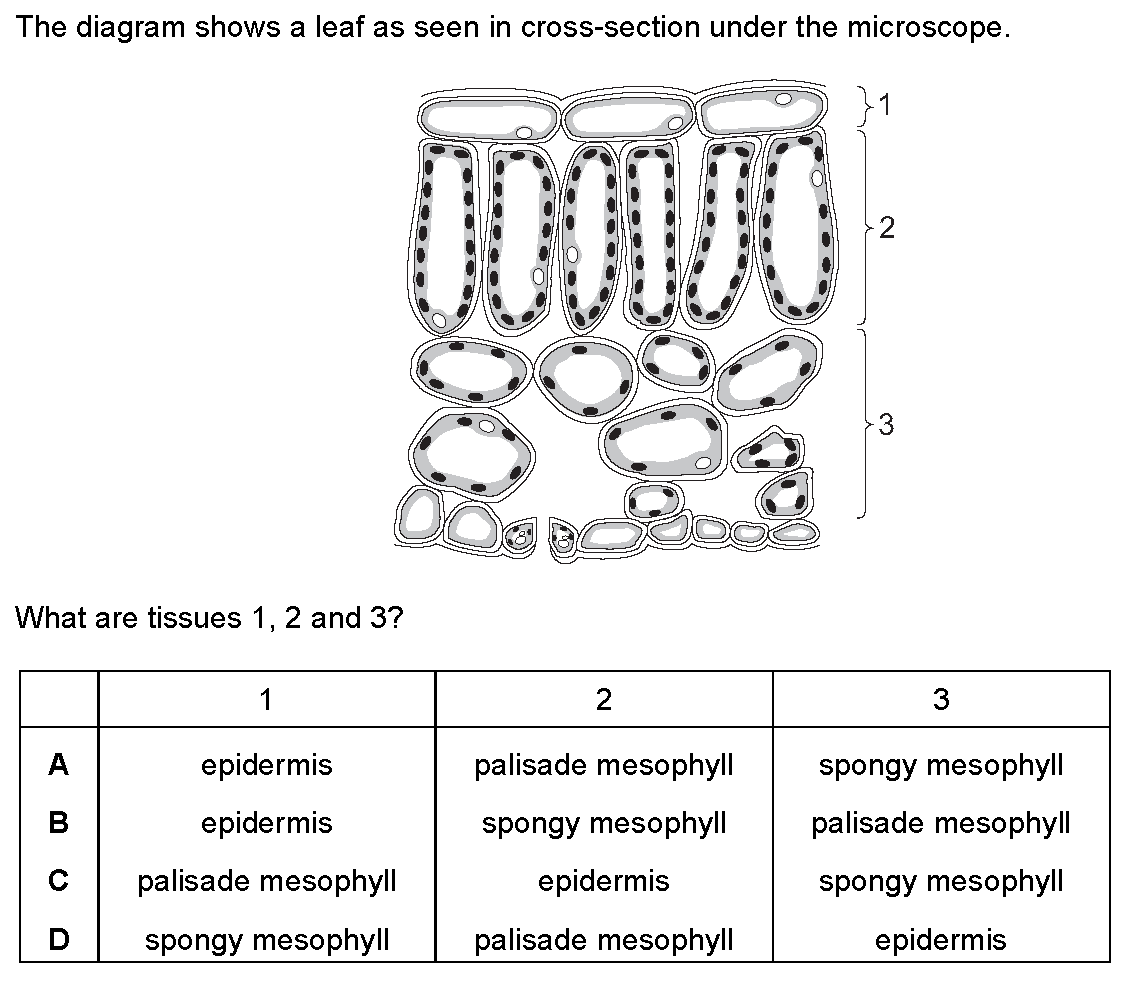 The diagram shows a leaf as seen in cross-section under the microscope.
1
2
3
What are tissues 1, 2 and 3?
1 2 3
A epidermis palisade mesophyll spongy mesophyll
B epidermis spongy mesophyll palisade mesophyll
C palisade mesophyll epidermis spongy mesophyll
D spongy mesophyll palisade mesophyll epidermis